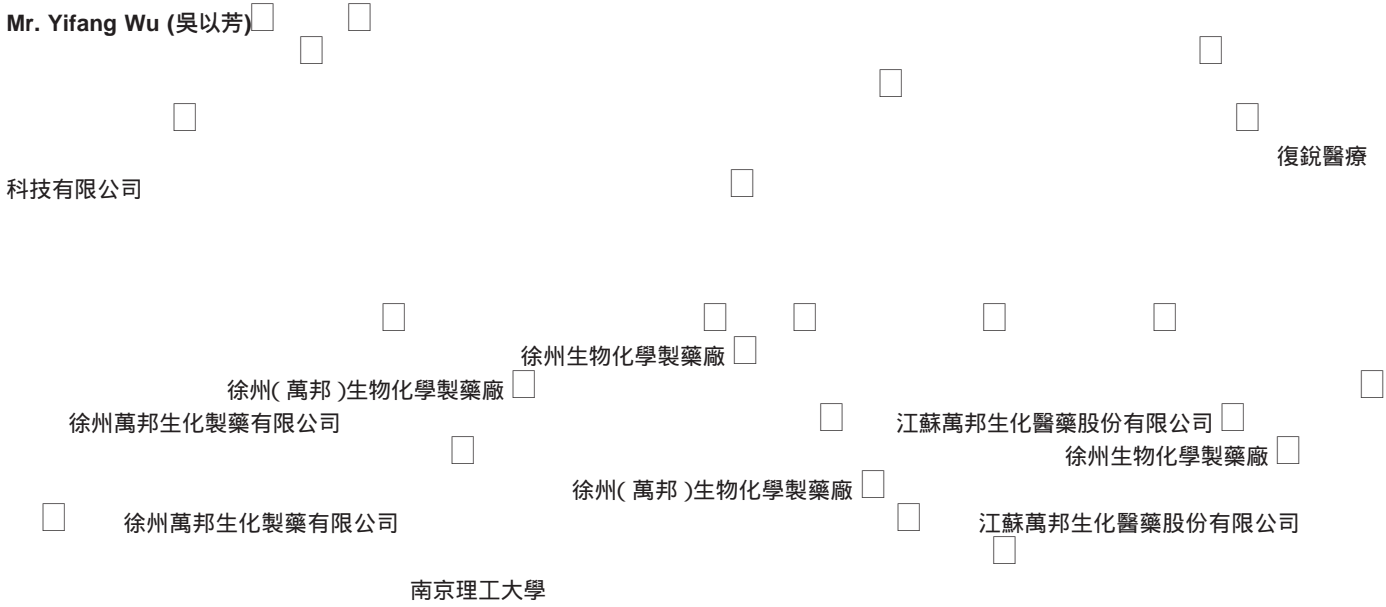 Mr. Yifang Wu (吳以芳)
復銳醫療
科技有限公司
徐州生物化學製藥廠
徐州( 萬邦 )生物化學製藥廠
徐州萬邦生化製藥有限公司 江蘇萬邦生化醫藥股份有限公司
徐州生物化學製藥廠
徐州( 萬邦 )生物化學製藥廠
徐州萬邦生化製藥有限公司 江蘇萬邦生化醫藥股份有限公司
南京理工大學